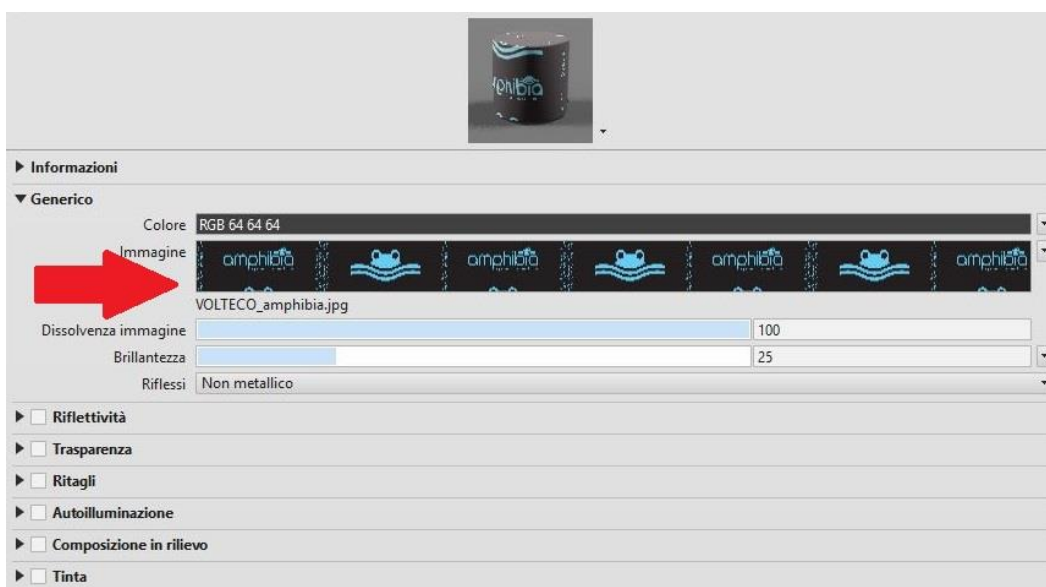 phibia
Informazioni
Generico
Colore RGB 64 64 64
Immagine amphibia amphibia amphibia amphibia
VOLTECO_amphibia.jpg
Dissolvenza immagine 100
Brillantezza 25
Riflessi Non metallico
Riflettività
Trasparenza
Ritagli
Autoilluminazione
Composizione in rilievo
Tinta